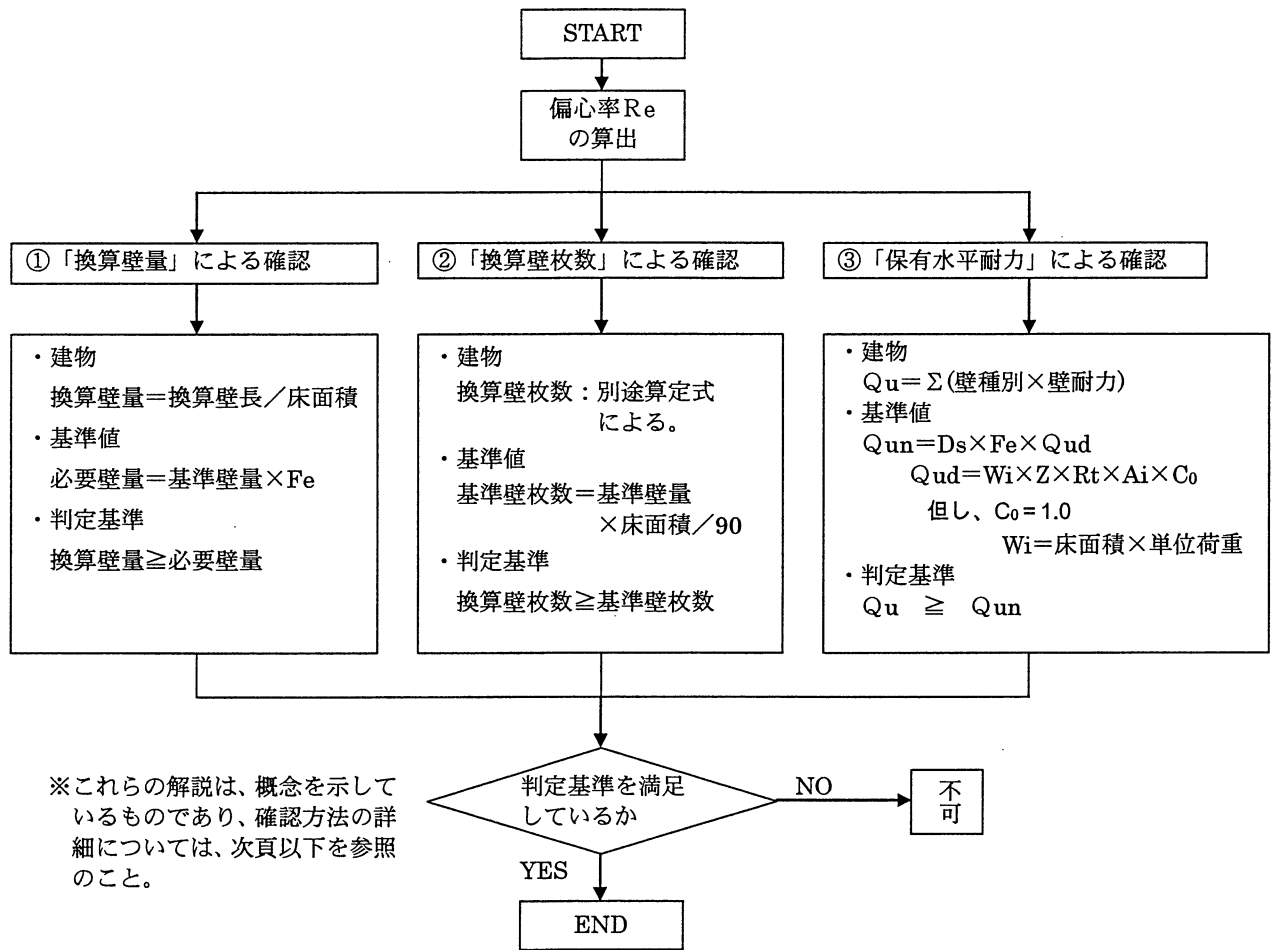 START
偏心率Re
の算出
①「換算壁量」による確認
・建物
換算壁量＝換算壁長／床面積
・基準値
必要壁量＝基準壁量×Fe
・判定基準
換算壁量≧必要壁量
②「換算壁枚数」による確認
・建物
換算壁枚数：別途算定式
による。
・基準値
基準壁枚数＝基準壁量
×床面積／90
・判定基準
換算壁枚数≧基準壁枚数
③「保有水平耐力」による確認
・建物
Qu＝Σ(壁種別×壁耐力)
・基準値
Qun＝Ds×Fe×Qud
Qud＝Wi×Z×Rt×Ai×C₀
但し、C₀＝1.0
Wi＝床面積×単位荷重
・判定基準
Qu ≧ Qun
※これらの解説は、概念を示して
いるものであり、確認方法の詳
細については、次頁以下を参照
のこと。
判定基準を満足
しているか
NO
不
可
YES
END